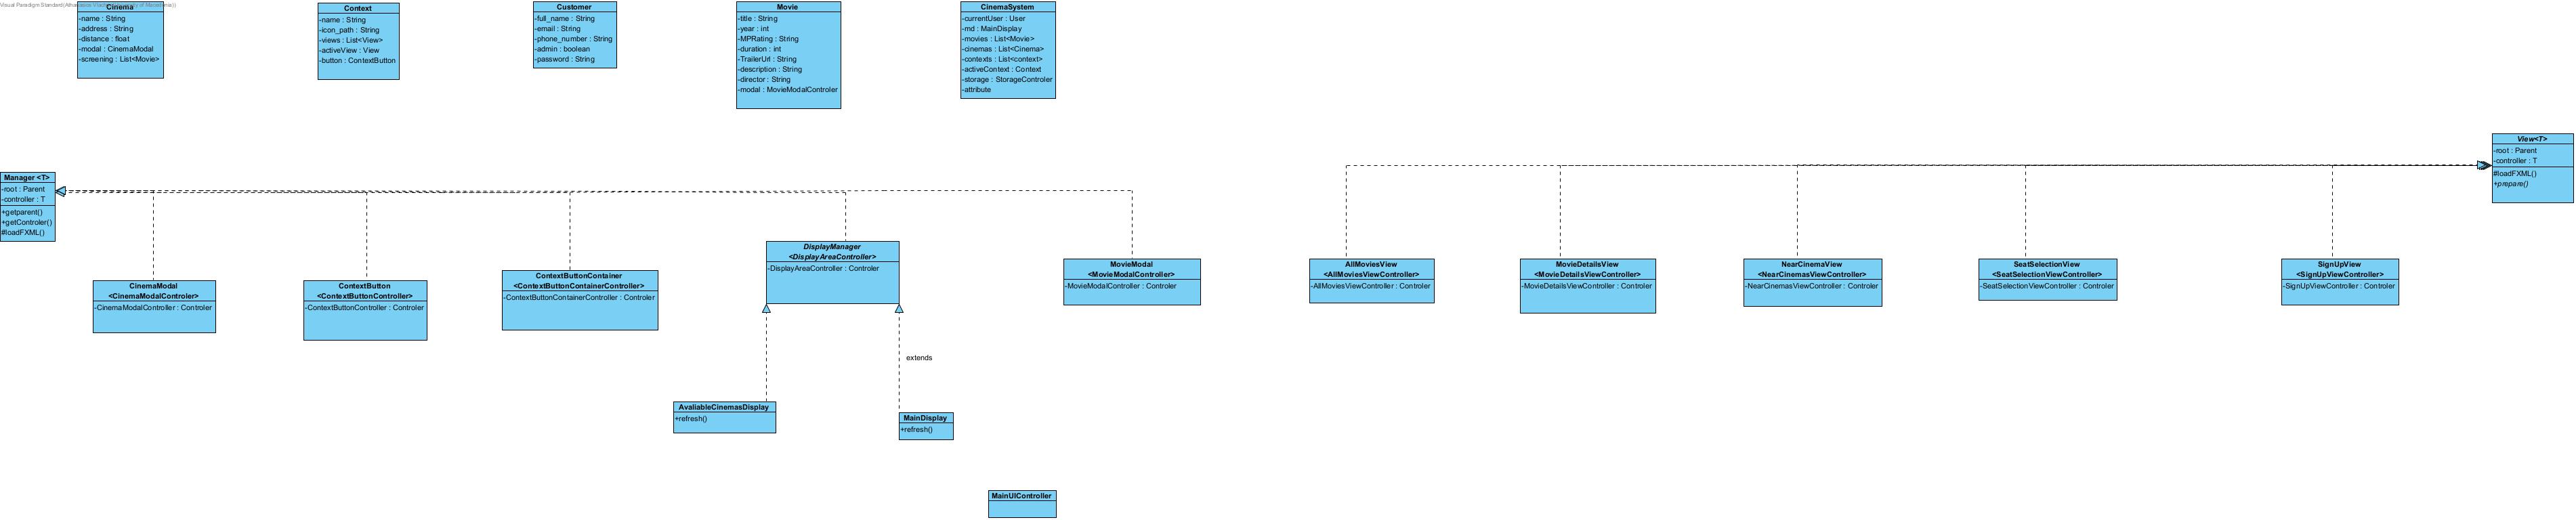 Visual Paradigm Standard(Athanasios Vlachos(University of Macedonia))
Cinema
-name : String
-address : String
-distance : float
-modal : CinemaModal
-screening : List<Movie>
Context
-name : String
-icon_path : String
-views : List<View>
-activeView : View
-button : ContextButton
Customer
-full_name : String
-email : String
-phone_number : String
-admin : boolean
-password : String
Movie
-title : String
-year : int
-MPRating : String
-duration : int
-TrailerUrl : String
-description : String
-director : String
-modal : MovieModalControler
CinemaSystem
-currentUser : User
-md : MainDisplay
-movies : List<Movie>
-cinemas : List<Cinema>
-contexts : List<context>
-activeContext : Context
-storage : StorageControler
-attribute
View<T>
-root : Parent
-controller : T
#loadFXML()
+prepare()
Manager <T>
-root : Parent
-controller : T
+getparent()
+getControler()
#loadFXML()
CinemaModal
<CinemaModalControler>
-CinemaModalController : Controler
ContextButton
<ContextButtonController>
-ContextButtonController : Controler
ContextButtonContainer
<ContextButtonContainerController>
-ContextButtonContainerController : Controler
DisplayManager
<DisplayAreaController>
-DisplayAreaController : Controler
MovieModal
<MovieModalController>
-MovieModalController : Controler
AllMoviesView
<AllMoviesViewController>
-AllMoviesViewController : Controler
MovieDetailsView
<MovieDetailsViewController>
-MovieDetailsViewController : Controler
NearCinemaView
<NearCinemasViewController>
-NearCinemasViewController : Controler
SeatSelectionView
<SeatSelectionViewController>
-SeatSelectionViewController : Controler
SignUpView
<SignUpViewController>
-SignUpViewController : Controler
extends
AvaliableCinemasDisplay
+refresh()
MainDisplay
+refresh()
MainUIController